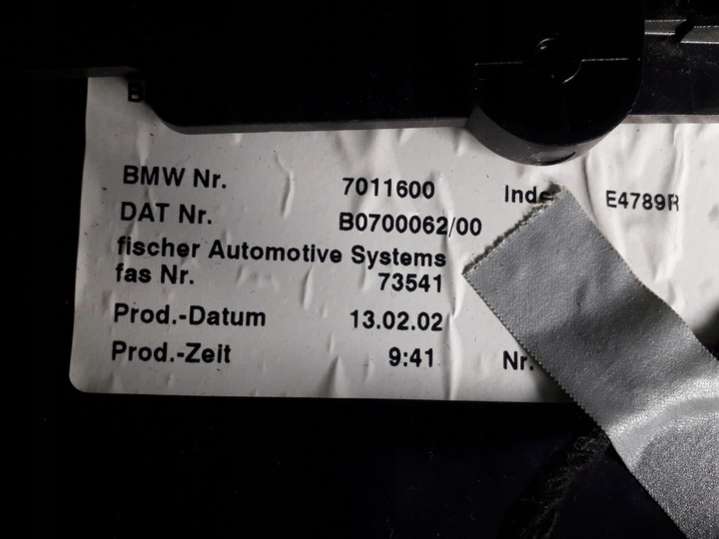 BMW Nr. 7011600 Inde E4789R
DAT Nr. B0700062/00
fischer Automotive Systems
fas Nr. 73541
Prod.-Datum 13.02.02
Prod.-Zeit 9:41 Nr.